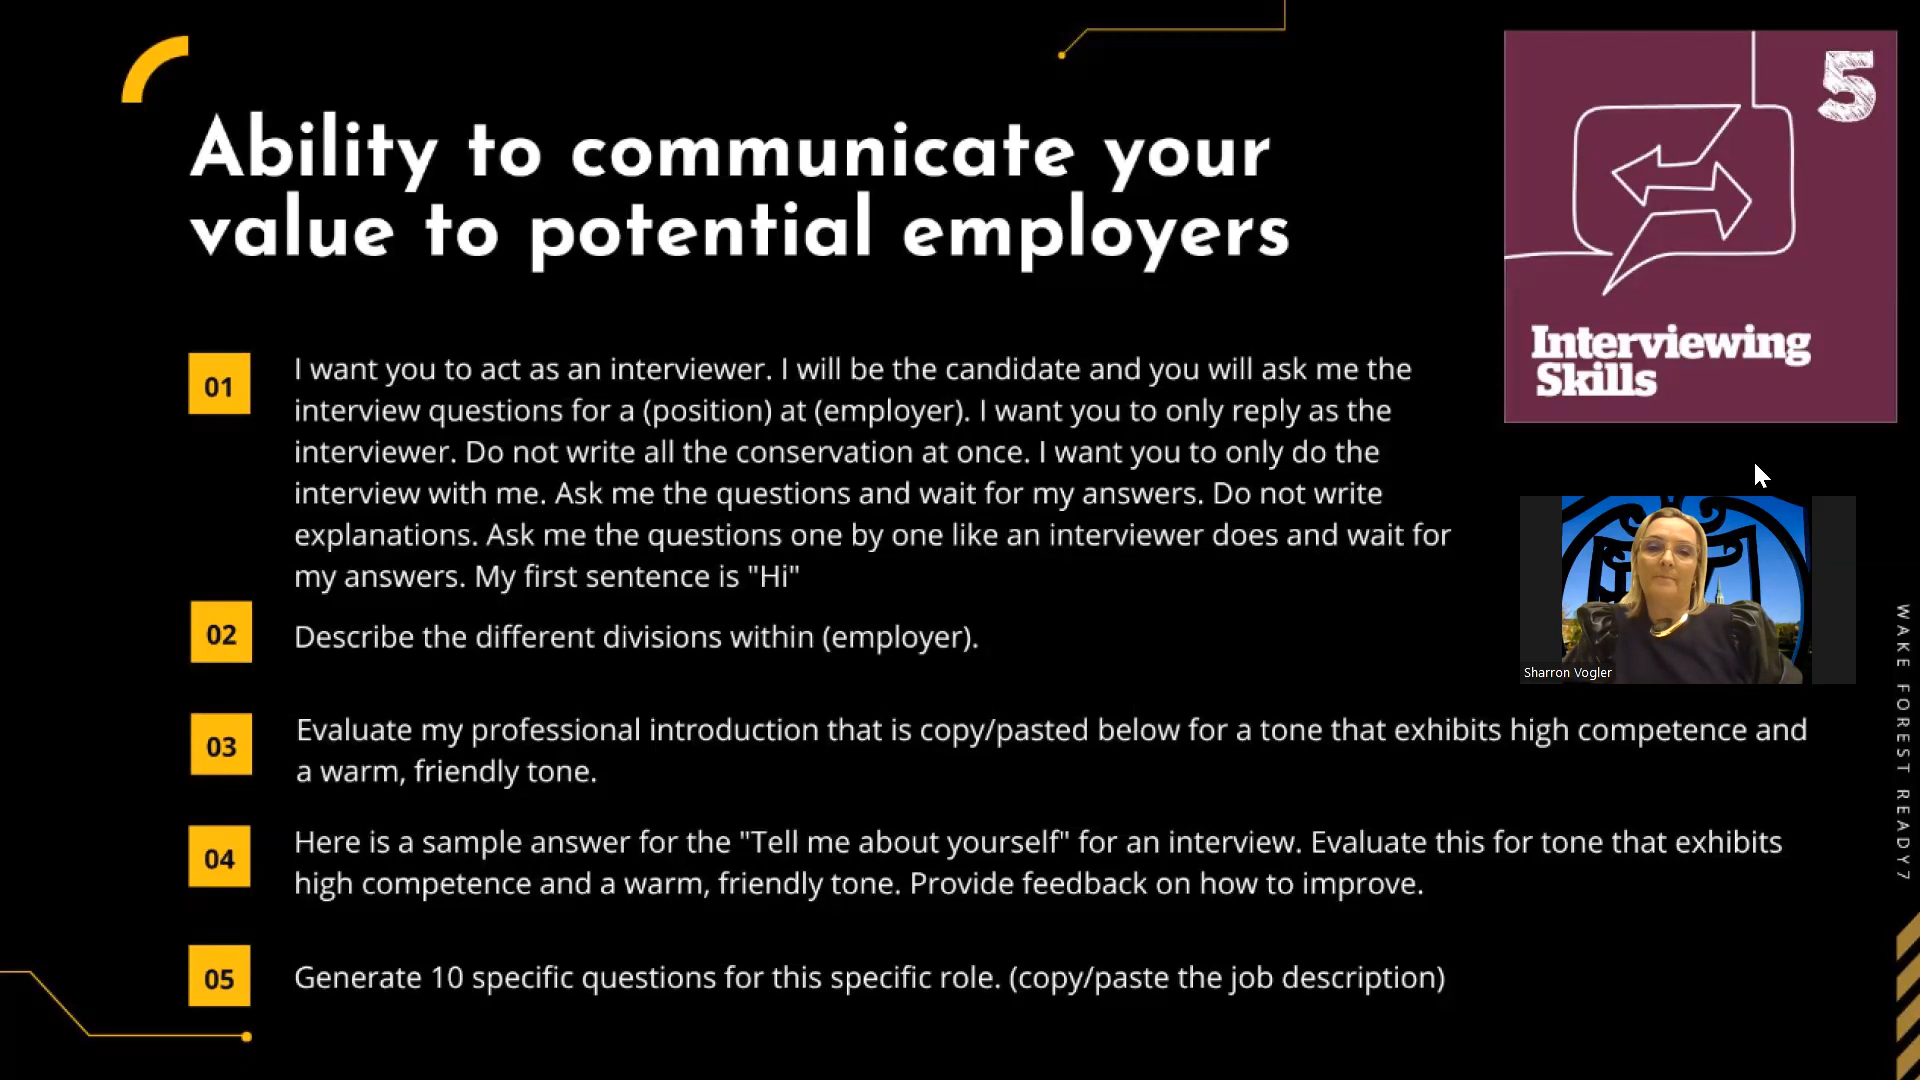 Ability to communicate your
value to potential employers
5
Interviewing
Skills
01
I want you to act as an interviewer. I will be the candidate and you will ask me the
interview questions for a (position) at (employer). I want you to only reply as the
interviewer. Do not write all the conservation at once. I want you to only do the
interview with me. Ask me the questions and wait for my answers. Do not write
explanations. Ask me the questions one by one like an interviewer does and wait for
my answers. My first sentence is "Hi"
02
Describe the different divisions within (employer).
03
Evaluate my professional introduction that is copy/pasted below for a tone that exhibits high competence and
a warm, friendly tone.
04
Here is a sample answer for the "Tell me about yourself" for an interview. Evaluate this for tone that exhibits
high competence and a warm, friendly tone. Provide feedback on how to improve.
05
Generate 10 specific questions for this specific role. (copy/paste the job description)
Sharron Vogler
WAKE FOREST READY7